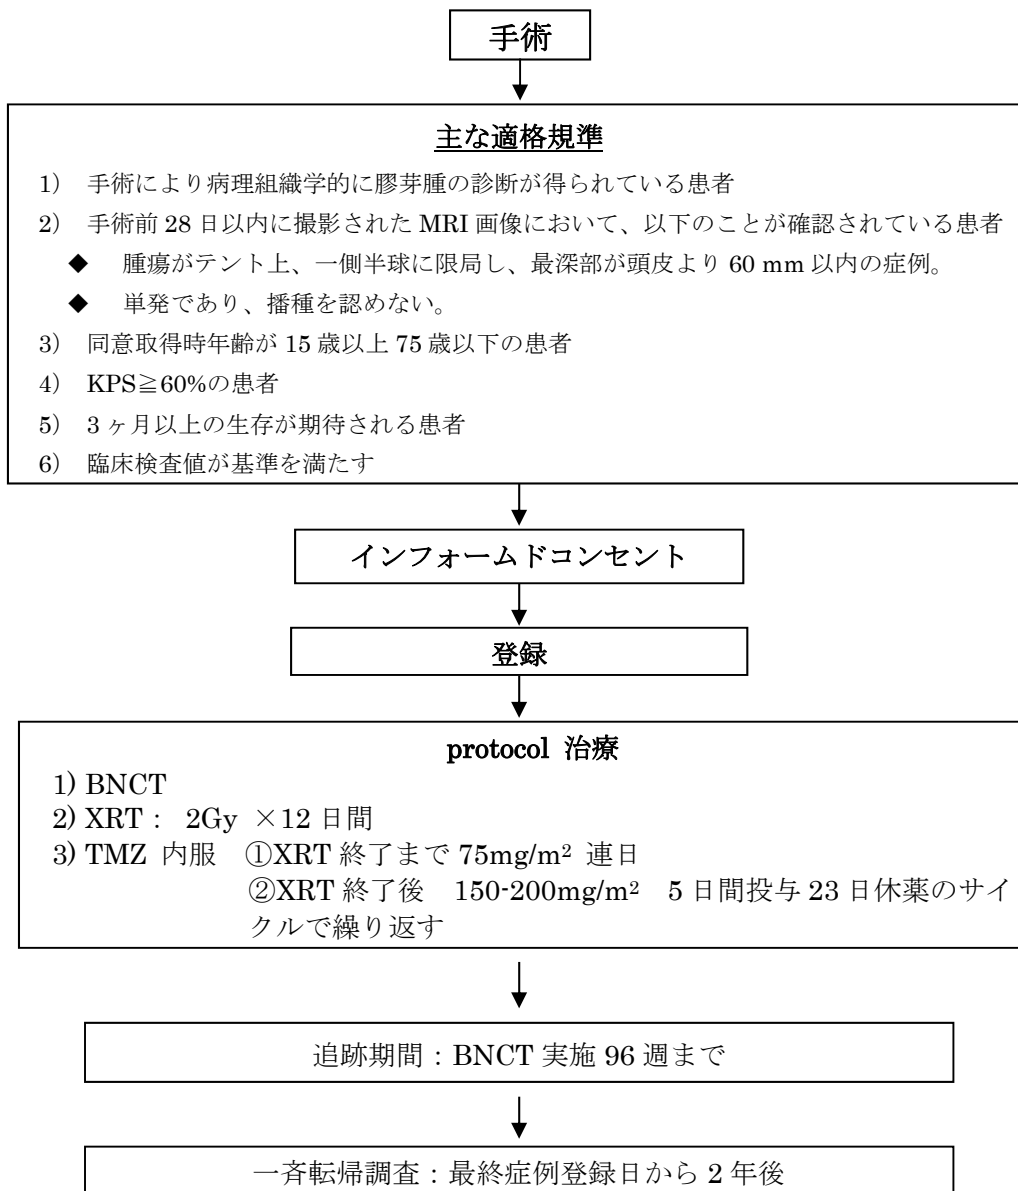 手術
主な適格規準
1) 手術により病理組織学的に膠芽腫の診断が得られている患者
2) 手術前 28 日以内に撮影された MRI 画像において、以下のことが確認されている患者
◆ 腫瘍がテント上、一側半球に限局し、最深部が頭皮より 60 mm 以内の症例。
◆ 単発であり、播種を認めない。
3) 同意取得時年齢が 15 歳以上 75 歳以下の患者
4) KPS≧60%の患者
5) 3 ヶ月以上の生存が期待される患者
6) 臨床検査値が基準を満たす
インフォームドコンセント
登録
protocol 治療
1) BNCT
2) XRT : 2Gy ×12 日間
3) TMZ 内服 ①XRT 終了まで 75mg/m² 連日
②XRT 終了後 150-200mg/m² 5 日間投与 23 日休薬のサイ
クルで繰り返す
追跡期間：BNCT 実施 96 週まで
一斉転帰調査：最終症例登録日から 2 年後